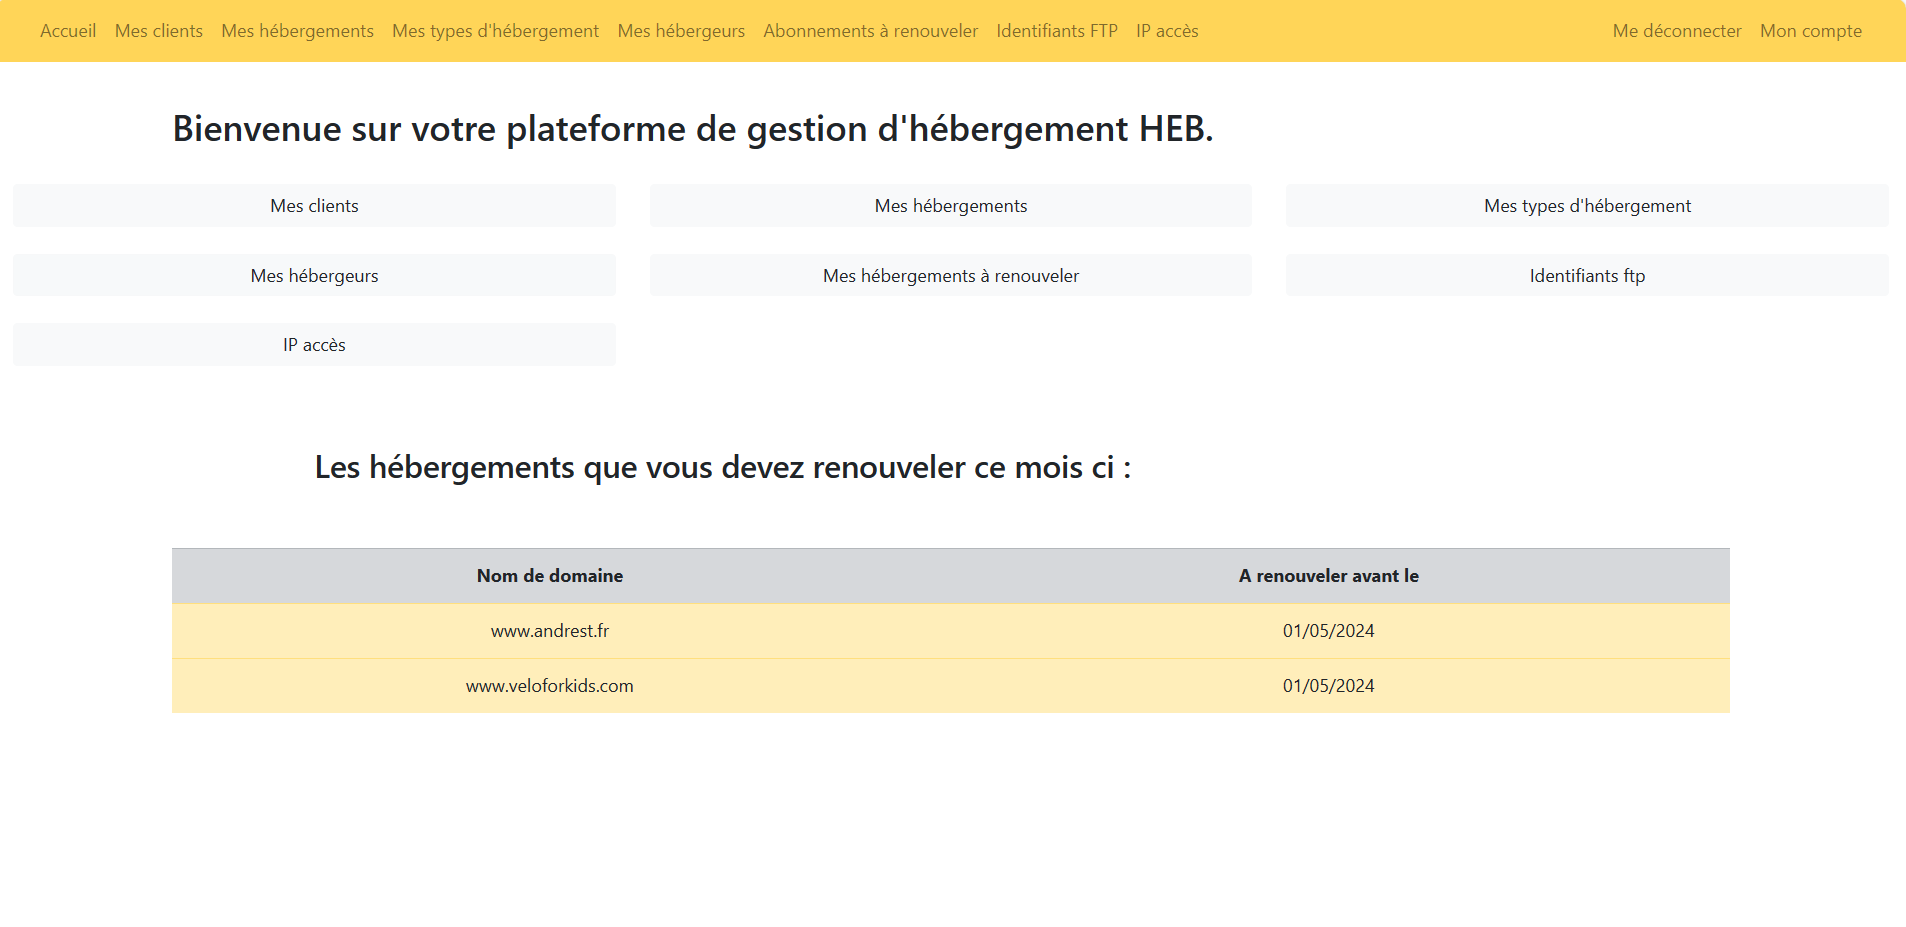 Accueil Mes clients Mes hébergements Mes types d'hébergement Mes hébergeurs Abonnements à renouveler Identifiants FTP IP accès Me déconnecter Mon compte
Bienvenue sur votre plateforme de gestion d'hébergement HEB.
Mes clients Mes hébergements Mes types d'hébergement
Mes hébergeurs Mes hébergements à renouveler Identifiants ftp
IP accès
Les hébergements que vous devez renouveler ce mois ci :
Nom de domaine A renouveler avant le
www.andrest.fr 01/05/2024
www.veloforkids.com 01/05/2024